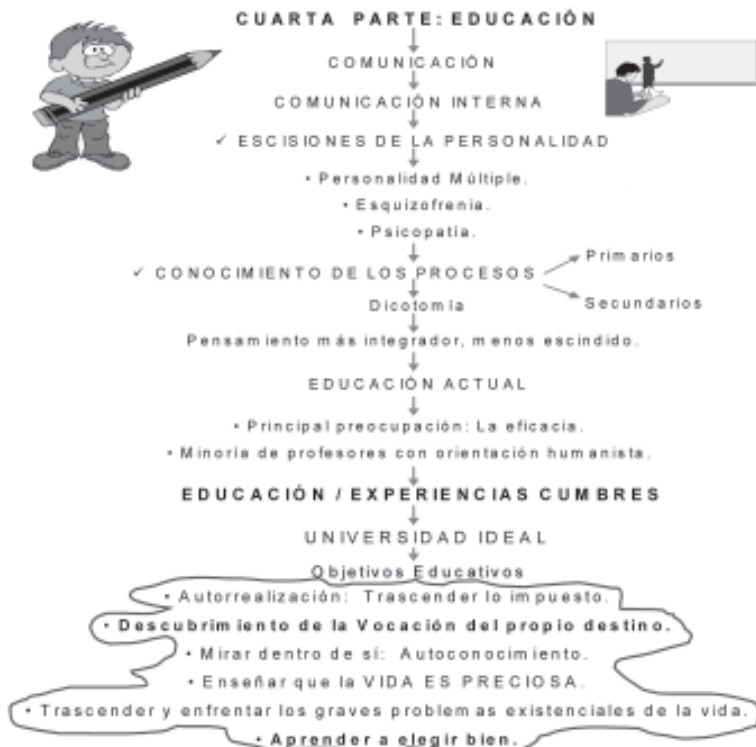 CUARTA PARTE: EDUCACIÓN
COMUNICACIÓN
COMUNICACIÓN INTERNA
✓ ESCISIONES DE LA PERSONALIDAD
• Personalidad Múltiple.
• Esquizofrenia.
• Psicopatía.
✓ CONOCIMIENTO DE LOS PROCESOS
Primarios
Secundarios
Dicotomía
Pensamiento más integrador, menos escindido.
EDUCACIÓN ACTUAL
• Principal preocupación: La eficacia.
• Minoría de profesores con orientación humanista.
EDUCACIÓN / EXPERIENCIAS CUMBRES
UNIVERSIDAD IDEAL
Objetivos Educativos
• Autorrealización: Trascender lo impuesto.
• Descubrimiento de la Vocación del propio destino.
• Mirar dentro de sí: Autoconocimiento.
• Enseñar que la VIDA ES PRECIOSA.
• Trascender y enfrentar los graves problemas existenciales de la vida.
• Aprender a elegir bien.